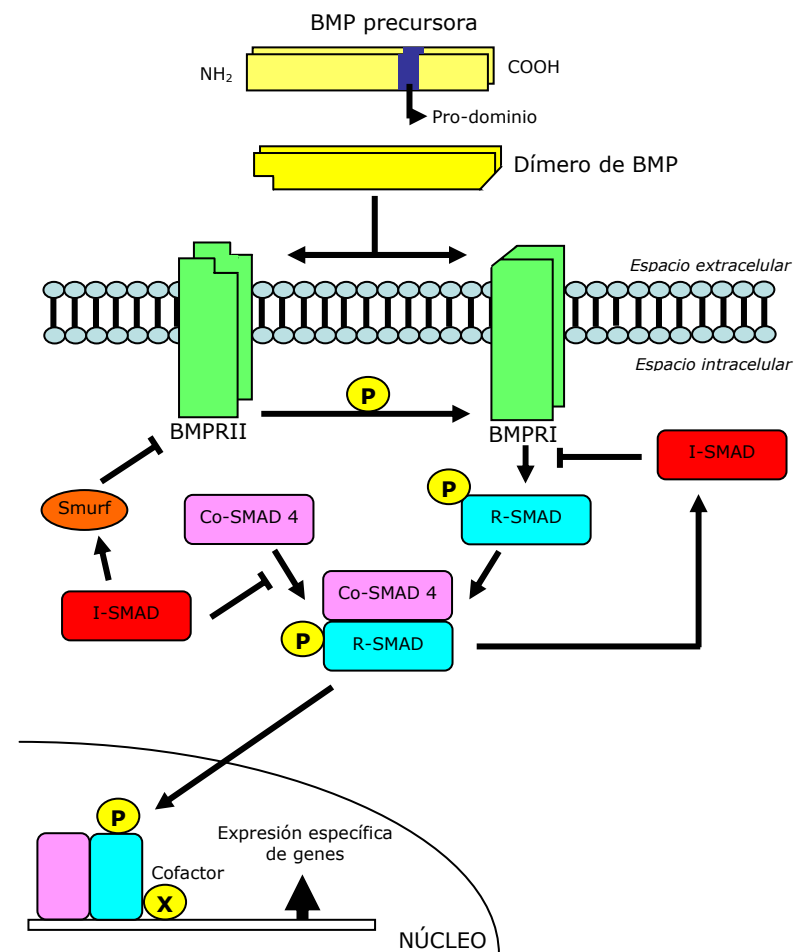 BMP precursora
NH₂
COOH
Pro-dominio
Dímero de BMP
Espacio extracelular
Espacio intracelular
P
BMPRII
BMPRI
I-SMAD
P
Smurf
Co-SMAD 4
R-SMAD
I-SMAD
Co-SMAD 4
P
R-SMAD
P
Expresión específica
de genes
Cofactor
X
NÚCLEO